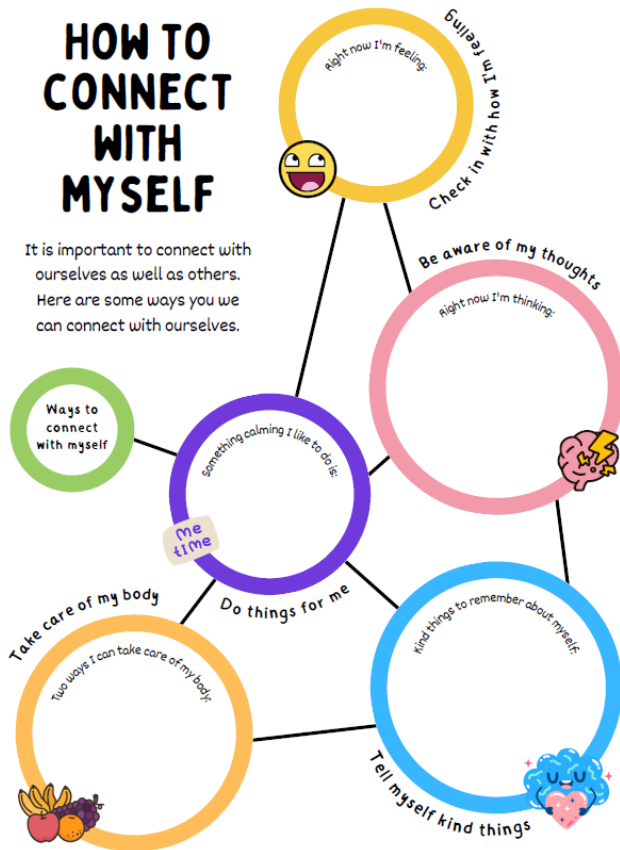 HOW TO
CONNECT
WITH
MYSELF
It is important to connect with
ourselves as well as others.
Here are some ways you we
can connect with ourselves.
Right now I'm feeling:
Check in with how I'm feeling
Be aware of my thoughts
Right now I'm thinking:
Ways to
connect
with myself
Something calming I like to do is:
me
time
Do things for me
Take care of my body
Two ways I can take care of my body:
Kind things to remember about myself:
Tell myself kind things